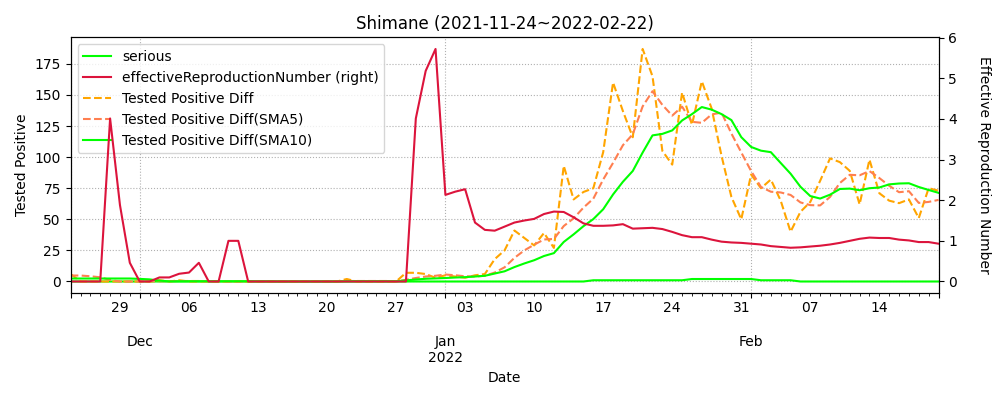 Shimane (2021-11-24~2022-02-22)
serious
effectiveReproductionNumber (right)
Tested Positive Diff
Tested Positive Diff(SMA5)
Tested Positive Diff(SMA10)
Tested Positive
175
150
125
100
75
50
25
0
6
5
4
3
2
1
0
Effective Reproduction Number
29 06 13 20 27 03 10 17 24 31 07 14
Dec Jan Feb
2022
Date